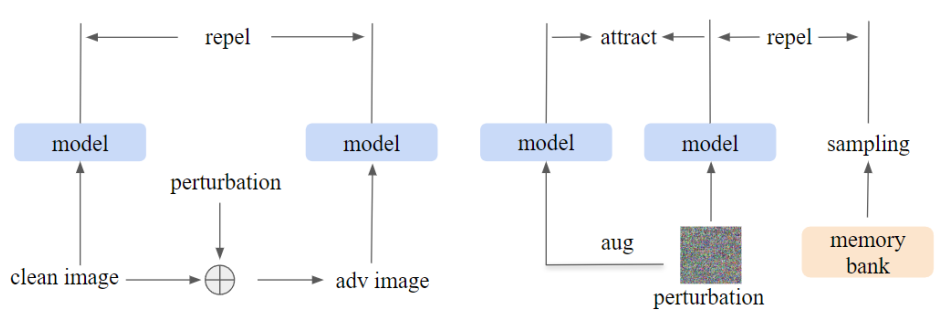 repel
model
model
perturbation
clean image
adv image
attract
repel
model
model
sampling
aug
perturbation
memory
bank